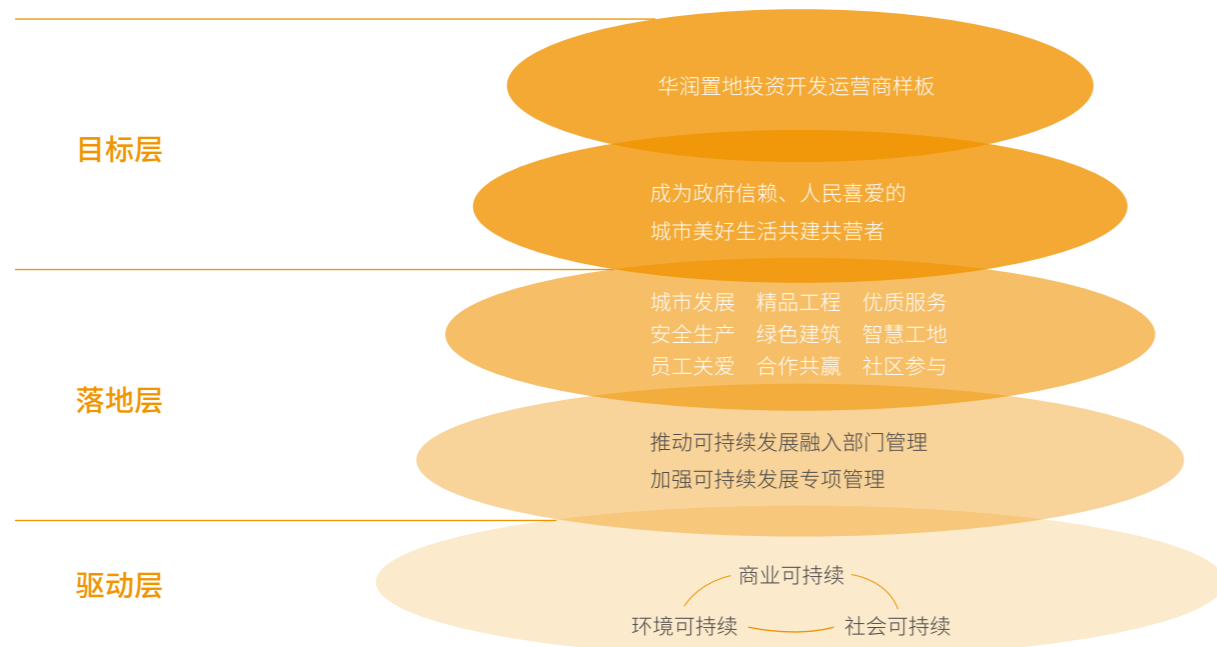 华润置地投资开发运营商样板
目标层
成为政府信赖、人民喜爱的
城市美好生活共建共营者
城市发展 精品工程 优质服务
安全生产 绿色建筑 智慧工地
员工关爱 合作共赢 社区参与
落地层
推动可持续发展融入部门管理
加强可持续发展专项管理
驱动层
商业可持续
环境可持续 社会可持续